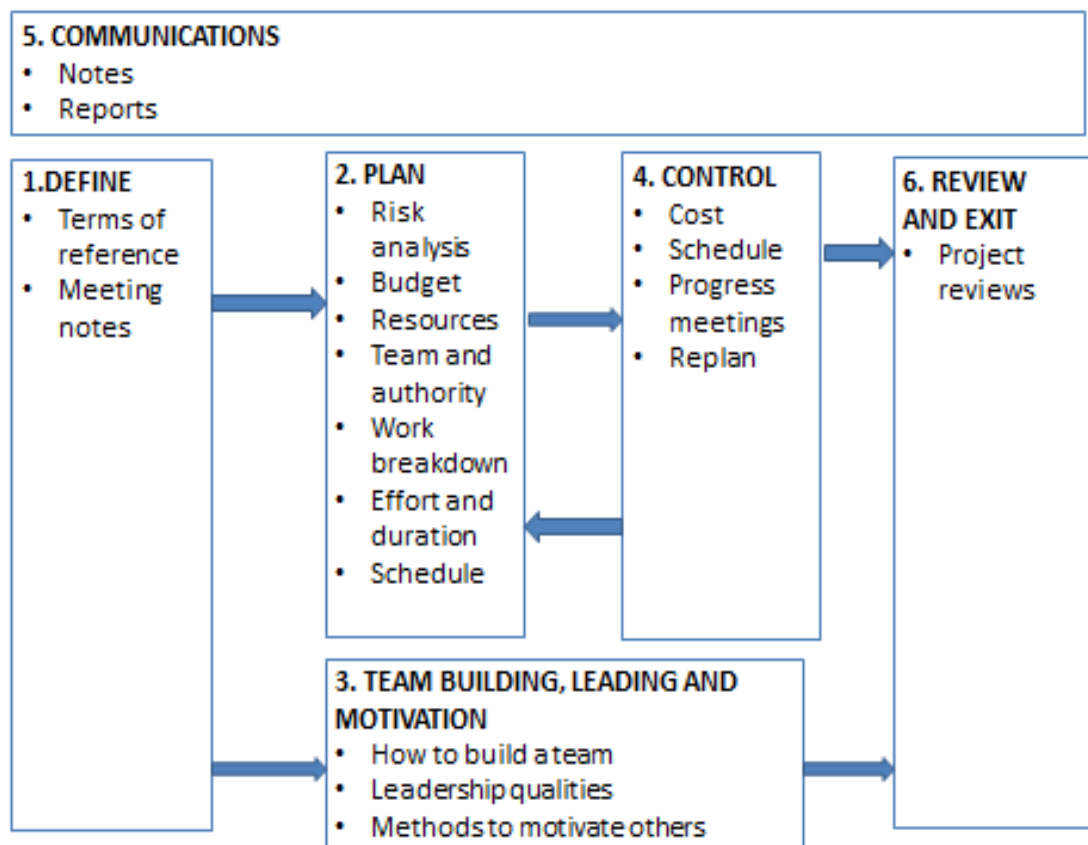 5. COMMUNICATIONS
• Notes
• Reports
1.DEFINE
• Terms of
reference
• Meeting
notes
2. PLAN
• Risk
analysis
• Budget
• Resources
• Team and
authority
• Work
breakdown
• Effort and
duration
• Schedule
4. CONTROL
• Cost
• Schedule
• Progress
meetings
• Replan
6. REVIEW
AND EXIT
• Project
reviews
3. TEAM BUILDING, LEADING AND
MOTIVATION
• How to build a team
• Leadership qualities
• Methods to motivate others